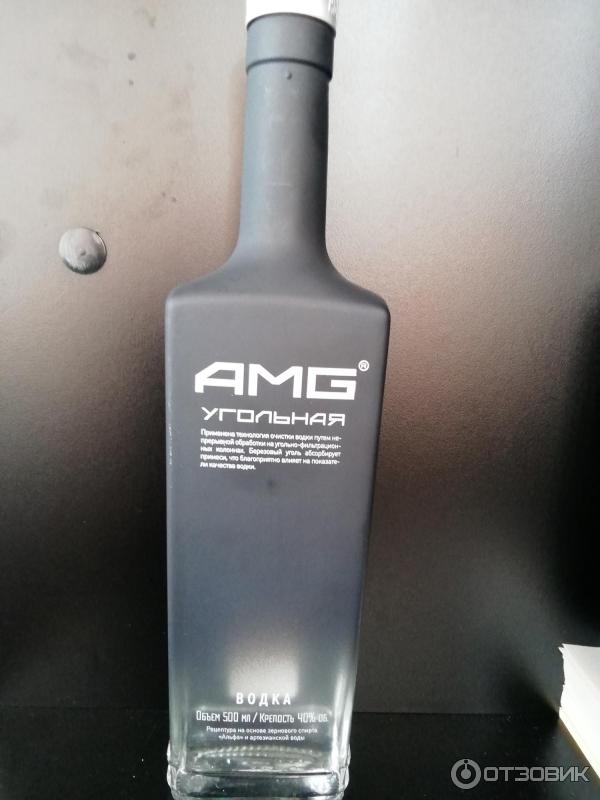 AMG®
УГОЛЬНАЯ
Применена технология очистки водки путем не-
прерывной обработки на угольно-фильтрацион-
ных колоннах. Березовый уголь абсорбирует
примеси, что благоприятно влияет на показате-
ли качества водки.
ВОДКА
ОБЪЕМ 500 МЛ / КРЕПОСТЬ 40% ОБ.
Рецептура на основе зернового спирта
«Альфа» и артезианской воды
ОТЗОВИК